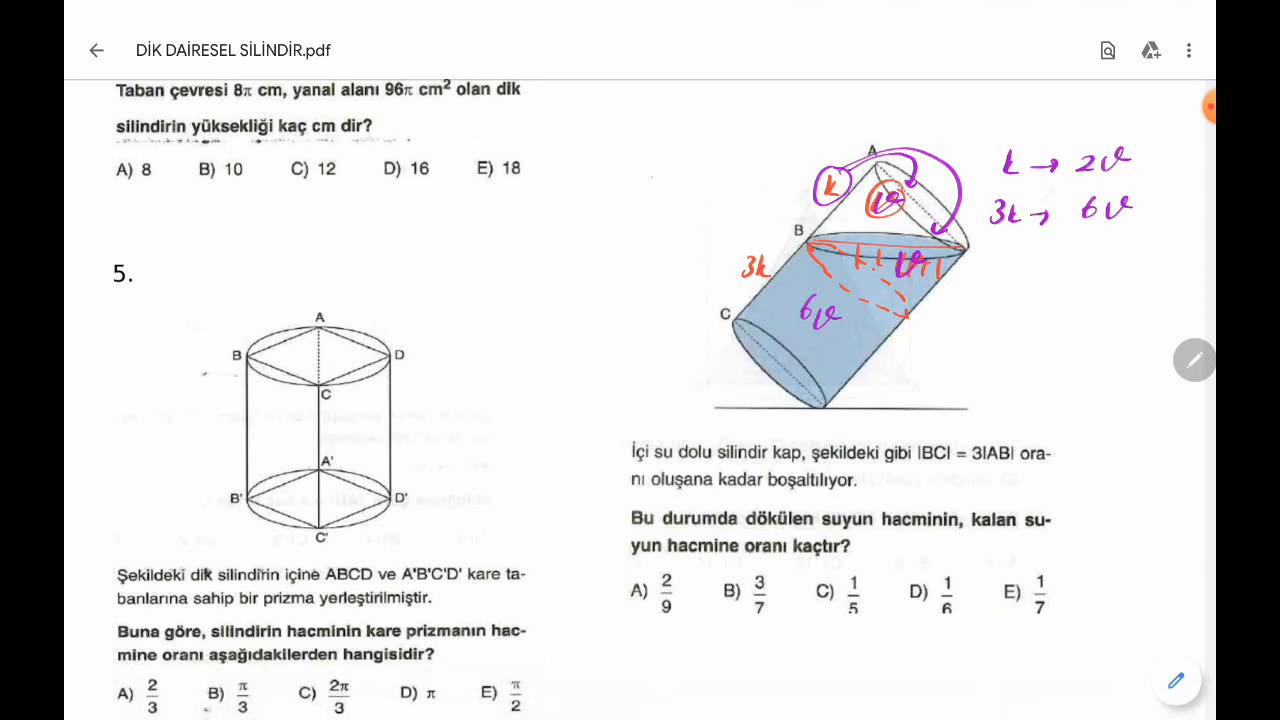 DİK DAİRESEL SİLİNDİR.pdf
Taban çevresi 8π cm, yanal alanı 96π cm² olan dik
silindirin yüksekliği kaç cm dir?
A) 8 B) 10 C) 12 D) 16 E) 18
5.
A
B
D
C
A'
B'
D'
C'
Şekildeki dik silindirin içine ABCD ve A'B'C'D' kare ta-
banlarına sahip bir prizma yerleştirilmiştir.
Buna göre, silindirin hacminin kare prizmanın hac-
mine oranı aşağıdakilerden hangisidir?
A) 2/3 B) π/3 C) 2π/3 D) π E) π/2
A
k
B
3k
6V
C
k → 2V
3k → 6V
İçi su dolu silindir kap, şekildeki gibi |BC| = 3|AB| ora-
nı oluşana kadar boşaltılıyor.
Bu durumda dökülen suyun hacminin, kalan su-
yun hacmine oranı kaçtır?
A) 2/9 B) 3/7 C) 1/5 D) 1/6 E) 1/7